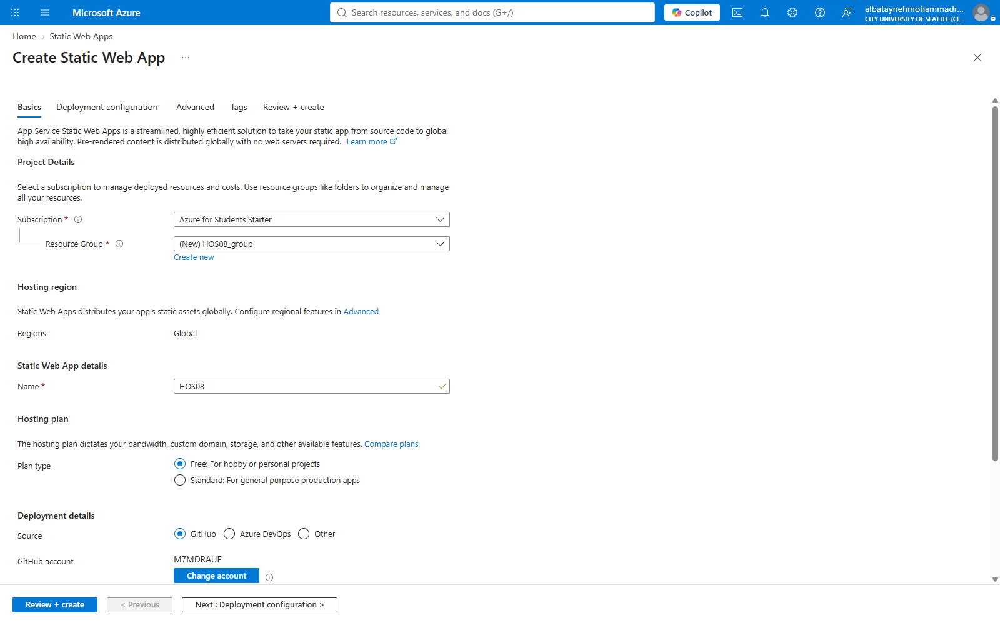 Microsoft Azure
Search resources, services, and docs (G+/)
Copilot
albataynehmohammadr...
CITY UNIVERSITY OF SEATTLE (CI...
Home › Static Web Apps
Create Static Web App ...
Basics Deployment configuration Advanced Tags Review + create
App Service Static Web Apps is a streamlined, highly efficient solution to take your static app from source code to global
high availability. Pre-rendered content is distributed globally with no web servers required. Learn more
Project Details
Select a subscription to manage deployed resources and costs. Use resource groups like folders to organize and manage
all your resources.
Subscription * Azure for Students Starter
Resource Group * (New) HOS08_group
Create new
Hosting region
Static Web Apps distributes your app's static assets globally. Configure regional features in Advanced
Regions Global
Static Web App details
Name * HOS08
Hosting plan
The hosting plan dictates your bandwidth, custom domain, storage, and other available features. Compare plans
Plan type Free: For hobby or personal projects
Standard: For general purpose production apps
Deployment details
Source GitHub Azure DevOps Other
GitHub account M7MDRAUF
Change account
Review + create < Previous Next : Deployment configuration >